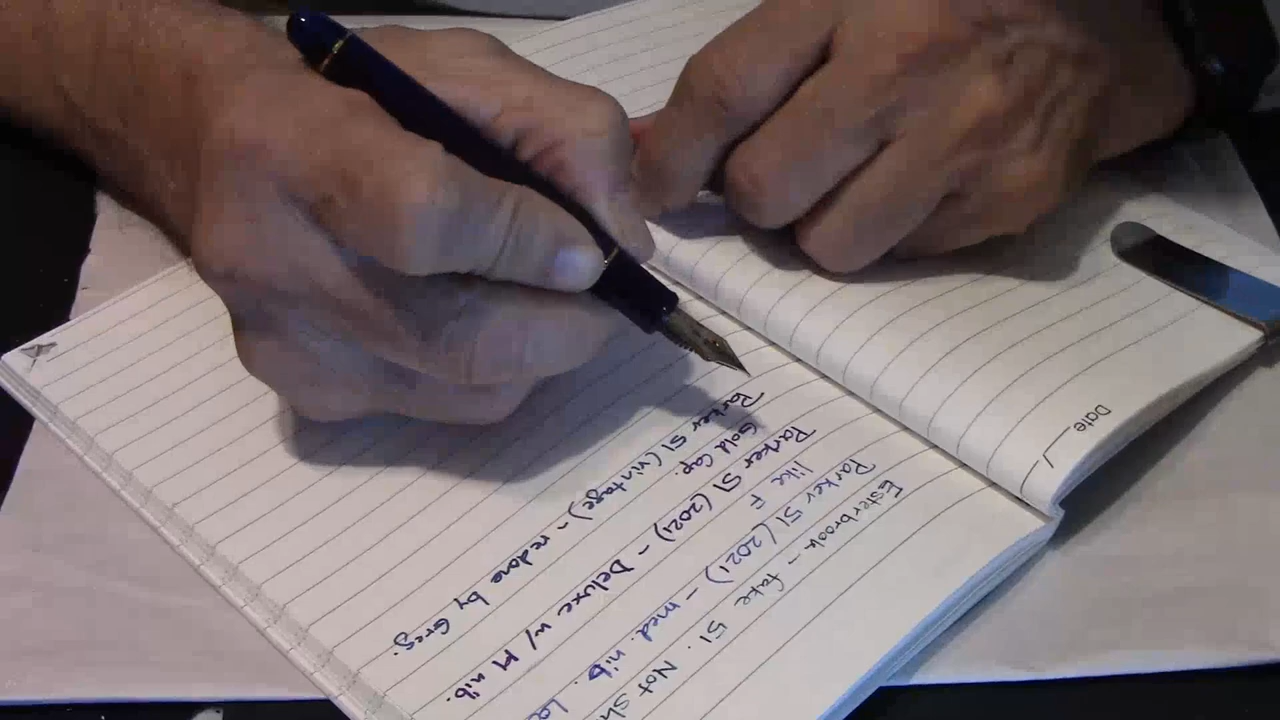 Date
Esterbrook - fake 51. Not sh
Parker 51 (2021) - med. nib.
like F
Parker 51 (2021) - Deluxe w/ M nib.
Gold Cap.
Parker 51 (vintage) - redone by Greg.